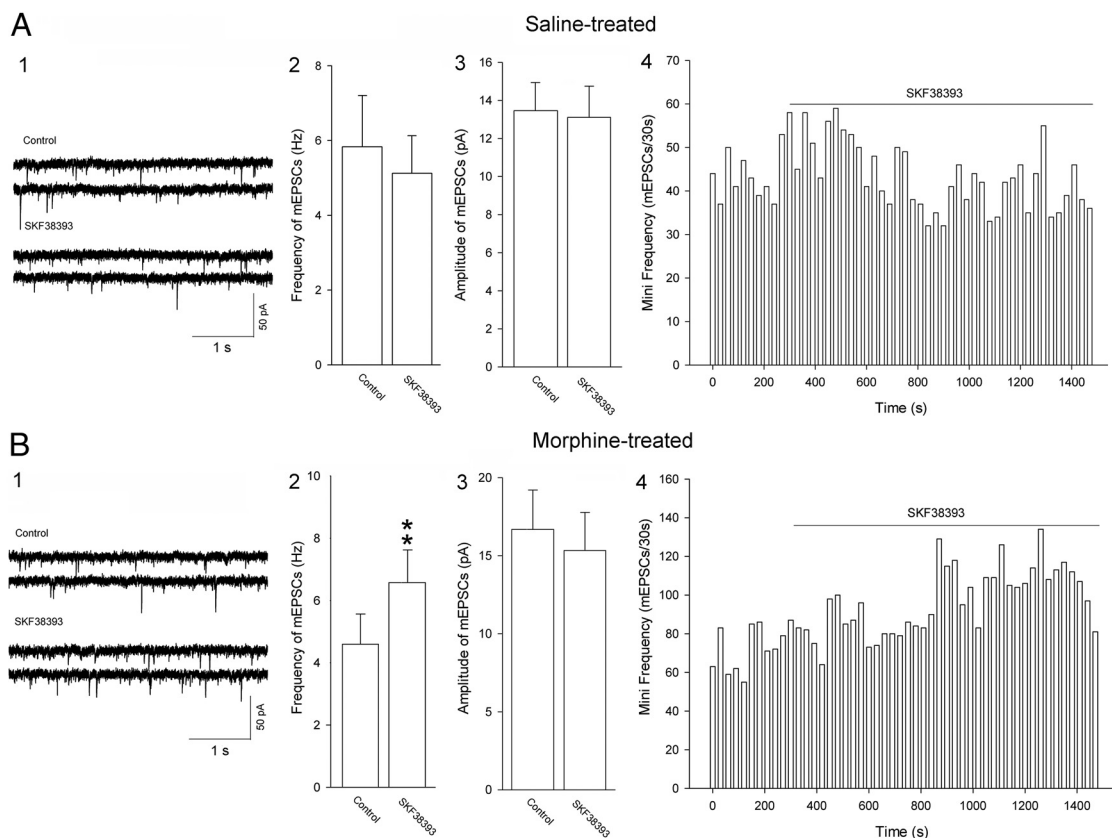 A
Saline-treated
1
Control
SKF38393
50 pA
1 s
2
Frequency of mEPSCs (Hz)
8
6
4
2
0
Control
SKF38393
3
Amplitude of mEPSCs (pA)
16
14
12
10
8
6
4
2
0
Control
SKF38393
4
SKF38393
Mini Frequency (mEPSCs/30s)
70
60
50
40
30
20
10
0
0 200 400 600 800 1000 1200 1400
Time (s)
B
Morphine-treated
1
Control
SKF38393
50 pA
1 s
2
Frequency of mEPSCs (Hz)
10
8
6
4
2
0
**
Control
SKF38393
3
Amplitude of mEPSCs (pA)
20
15
10
5
0
Control
SKF38393
4
SKF38393
Mini Frequency (mEPSCs/30s)
160
140
120
100
80
60
40
20
0
0 200 400 600 800 1000 1200 1400
Time (s)